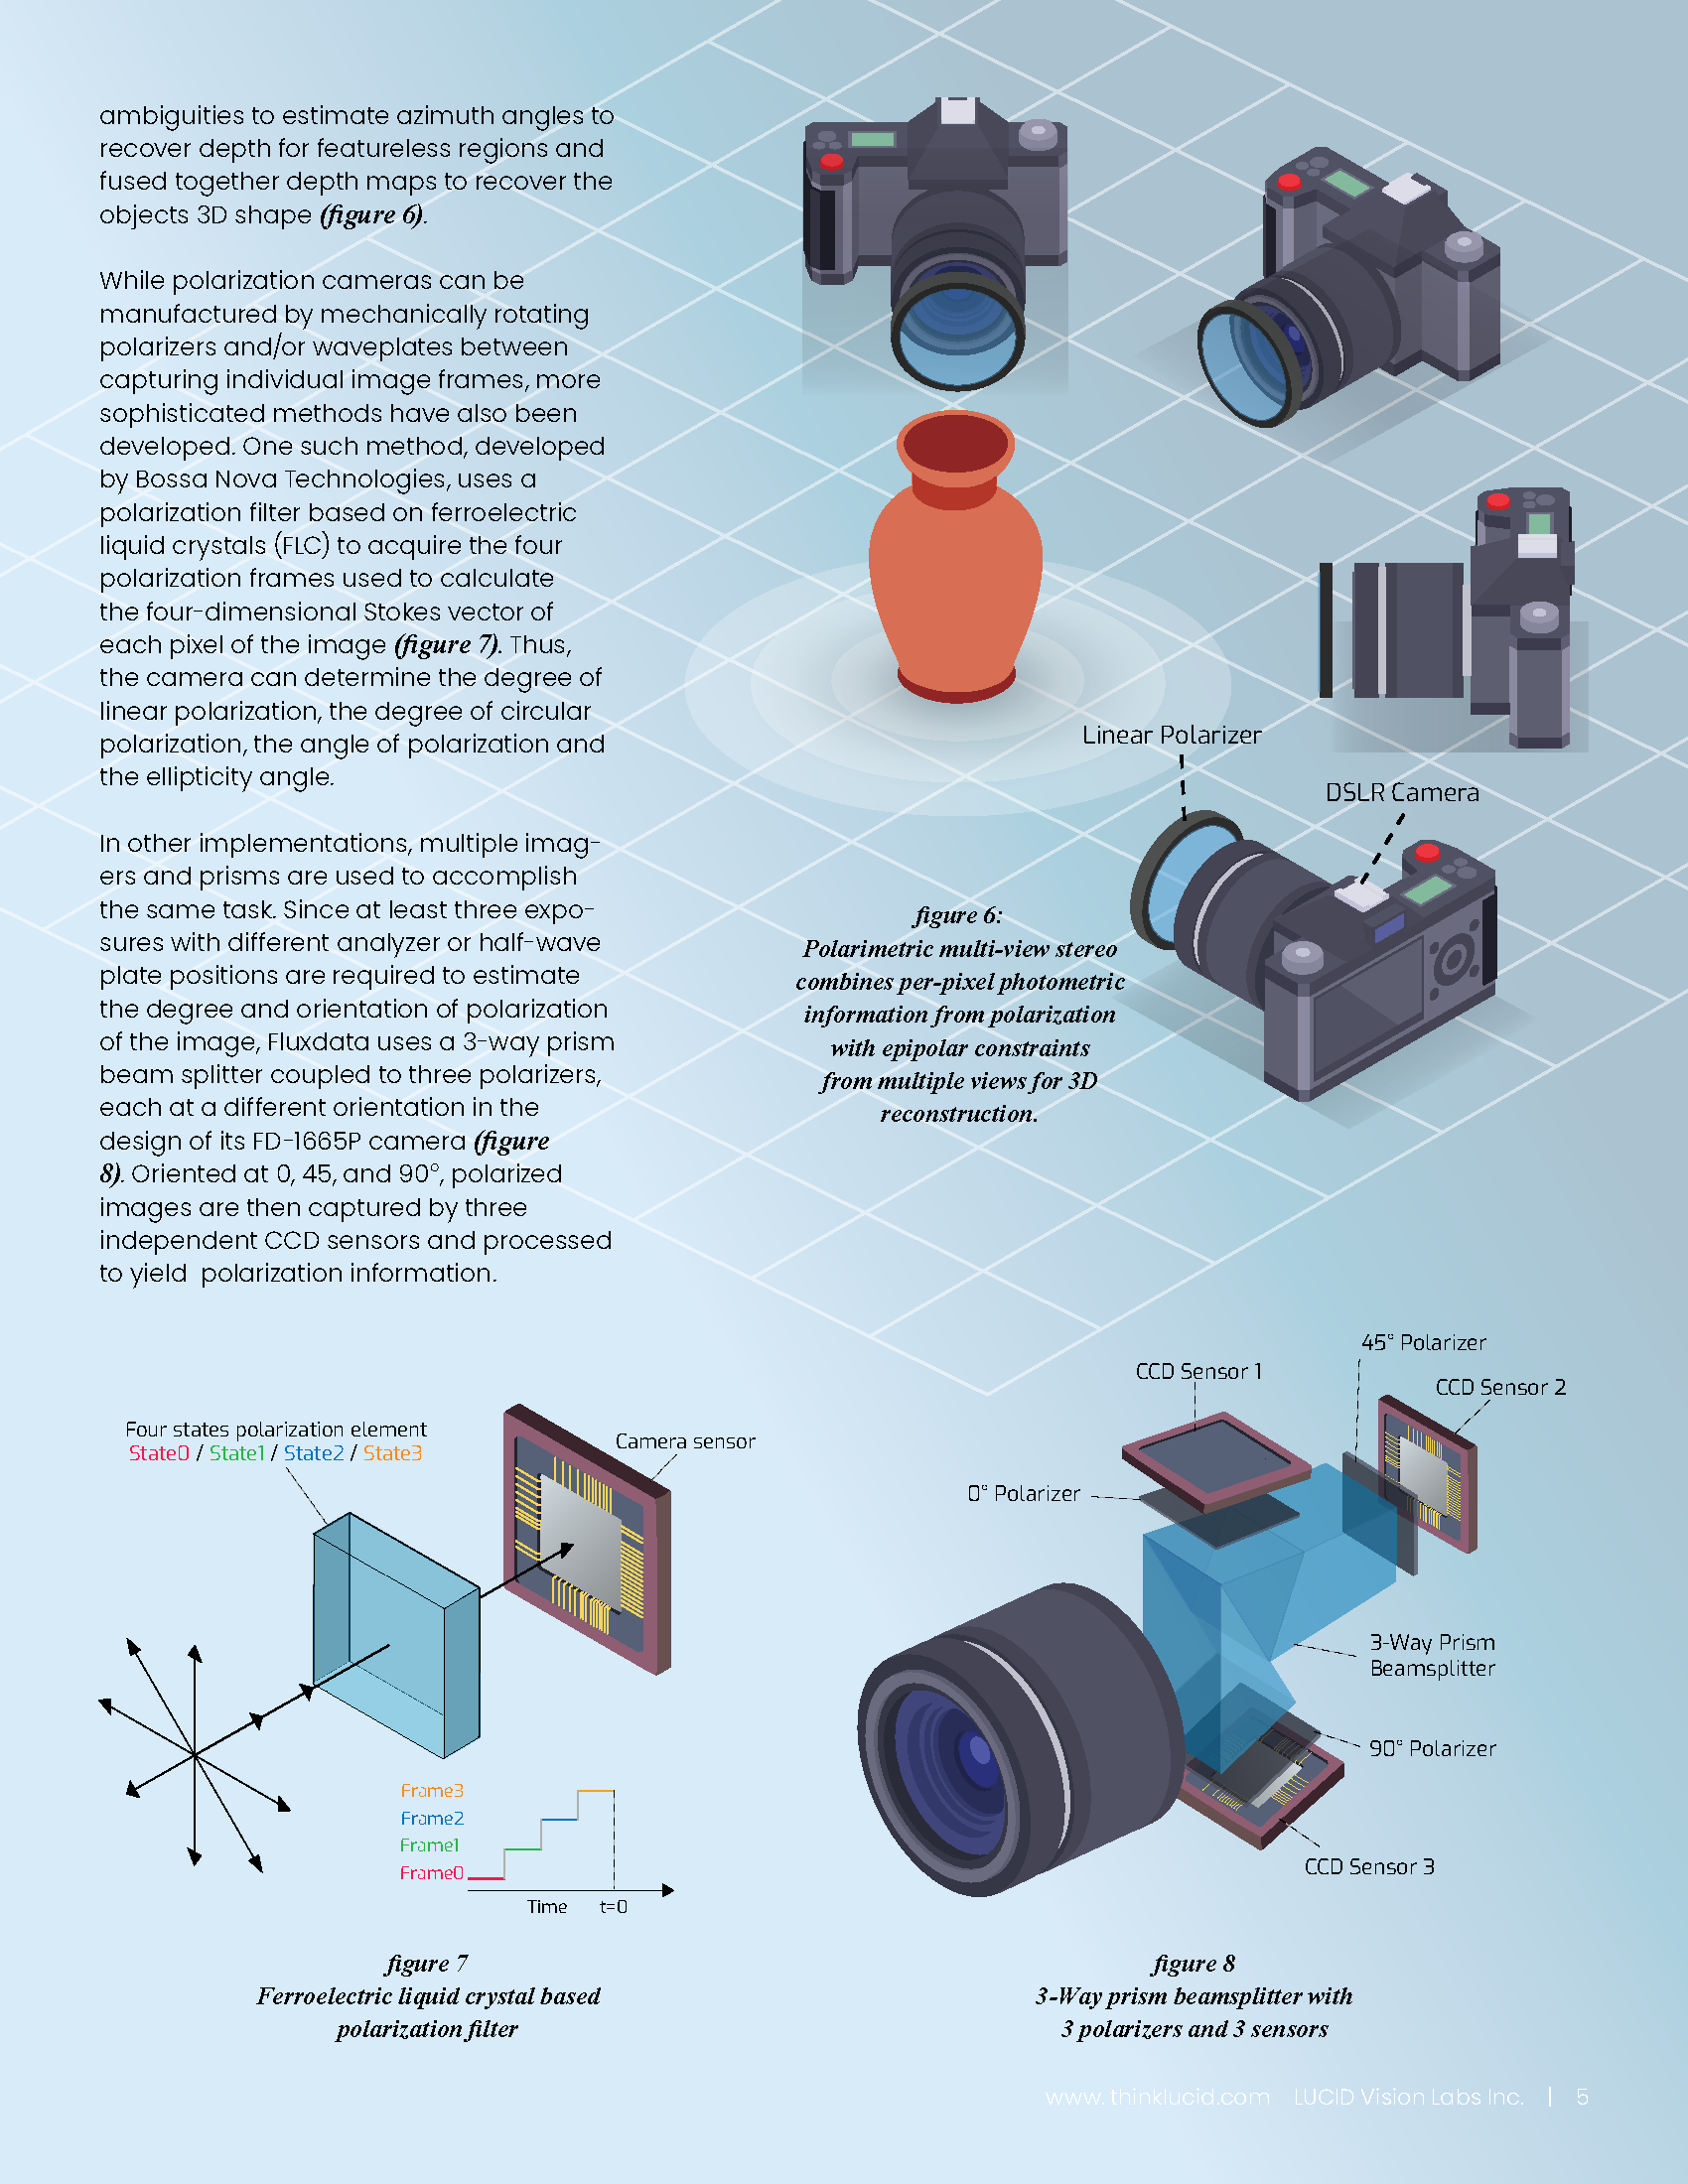 ambiguities to estimate azimuth angles to
recover depth for featureless regions and
fused together depth maps to recover the
objects 3D shape (figure 6).
While polarization cameras can be
manufactured by mechanically rotating
polarizers and/or waveplates between
capturing individual image frames, more
sophisticated methods have also been
developed. One such method, developed
by Bossa Nova Technologies, uses a
polarization filter based on ferroelectric
liquid crystals (FLC) to acquire the four
polarization frames used to calculate
the four-dimensional Stokes vector of
each pixel of the image (figure 7). Thus,
the camera can determine the degree of
linear polarization, the degree of circular
polarization, the angle of polarization and
the ellipticity angle.
In other implementations, multiple imag-
ers and prisms are used to accomplish
the same task. Since at least three expo-
sures with different analyzer or half-wave
plate positions are required to estimate
the degree and orientation of polarization
of the image, Fluxdata uses a 3-way prism
beam splitter coupled to three polarizers,
each at a different orientation in the
design of its FD-1665P camera (figure
8). Oriented at 0, 45, and 90°, polarized
images are then captured by three
independent CCD sensors and processed
to yield  polarization information.
Linear Polarizer
DSLR Camera
figure 6:
Polarimetric multi-view stereo
combines per-pixel photometric
information from polarization
with epipolar constraints
from multiple views for 3D
reconstruction.
Four states polarization element
State0 / State1 / State2 / State3
Camera sensor
Frame3
Frame2
Frame1
Frame0
Time t=0
figure 7
Ferroelectric liquid crystal based
polarization filter
45° Polarizer
CCD Sensor 1
CCD Sensor 2
0° Polarizer
3-Way Prism
Beamsplitter
90° Polarizer
CCD Sensor 3
figure 8
3-Way prism beamsplitter with
3 polarizers and 3 sensors
www.thinklucid.com LUCID Vision Labs Inc. | 5